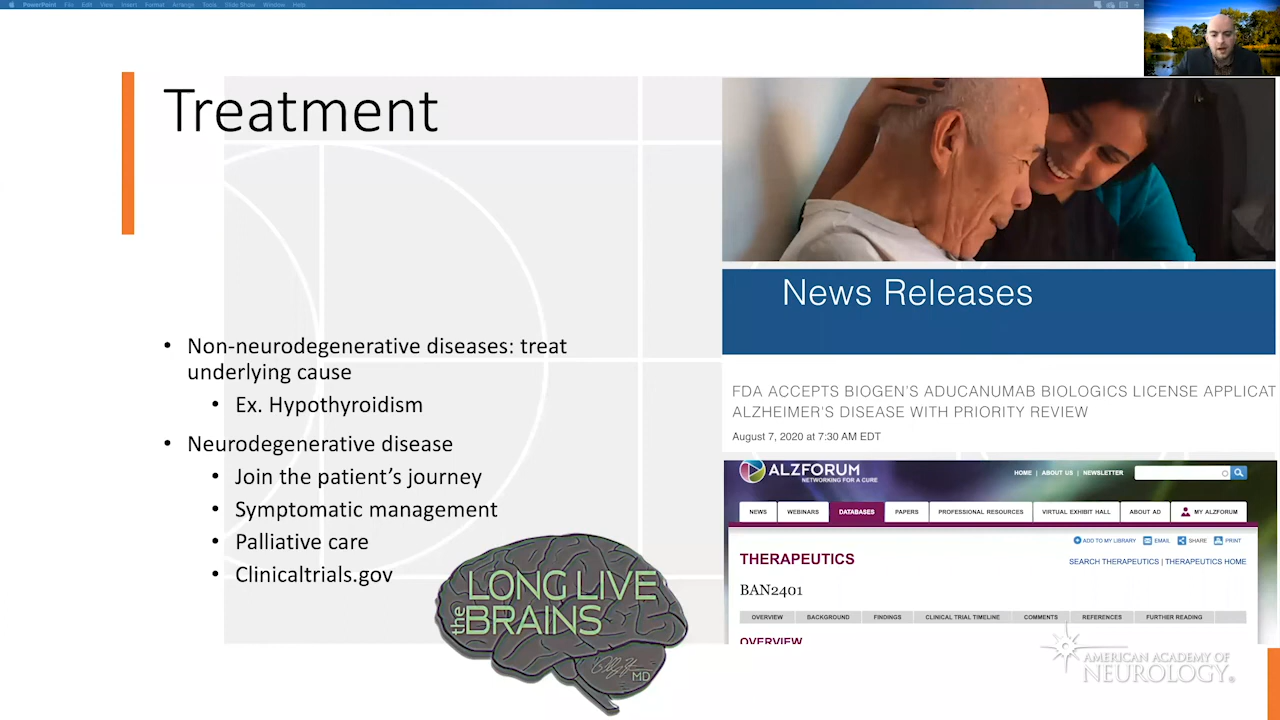 PowerPoint File Edit View Insert Format Arrange Tools Slide Show Window Help
Treatment
• Non-neurodegenerative diseases: treat
underlying cause
• Ex. Hypothyroidism
• Neurodegenerative disease
• Join the patient's journey
• Symptomatic management
• Palliative care
• Clinicaltrials.gov
LONG LIVE
the BRAINS
MD
News Releases
FDA ACCEPTS BIOGEN'S ADUCANUMAB BIOLOGICS LICENSE APPLICAT
ALZHEIMER'S DISEASE WITH PRIORITY REVIEW
August 7, 2020 at 7:30 AM EDT
ALZFORUM
NETWORKING FOR A CURE
HOME | ABOUT US | NEWSLETTER
NEWS WEBINARS DATABASES PAPERS PROFESSIONAL RESOURCES VIRTUAL EXHIBIT HALL ABOUT AD MY ALZFORUM
ADD TO MY LIBRARY EMAIL SHARE PRINT
THERAPEUTICS
SEARCH THERAPEUTICS | THERAPEUTICS HOME
BAN2401
OVERVIEW BACKGROUND FINDINGS CLINICAL TRIAL TIMELINE COMMENTS REFERENCES FURTHER READING
OVERVIEW
AMERICAN ACADEMY OF
NEUROLOGY®